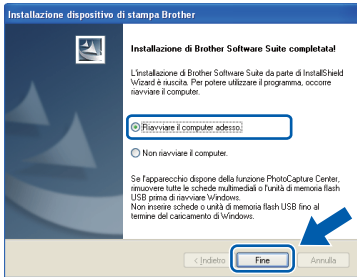 Installazione dispositivo di stampa Brother
Installazione di Brother Software Suite completata!
L'installazione di Brother Software Suite da parte di InstallShield
Wizard è riuscita. Per potere utilizzare il programma, occorre
riavviare il computer.
Riavviare il computer adesso.
Non riavviare il computer.
Se l'apparecchio dispone della funzione PhotoCapture Center,
rimuovere tutte le schede multimediali o l'unità di memoria flash
USB prima di riavviare Windows.
Non inserire schede o unità di memoria flash USB fino al
termine del caricamento di Windows.
< Indietro
Fine
Annulla